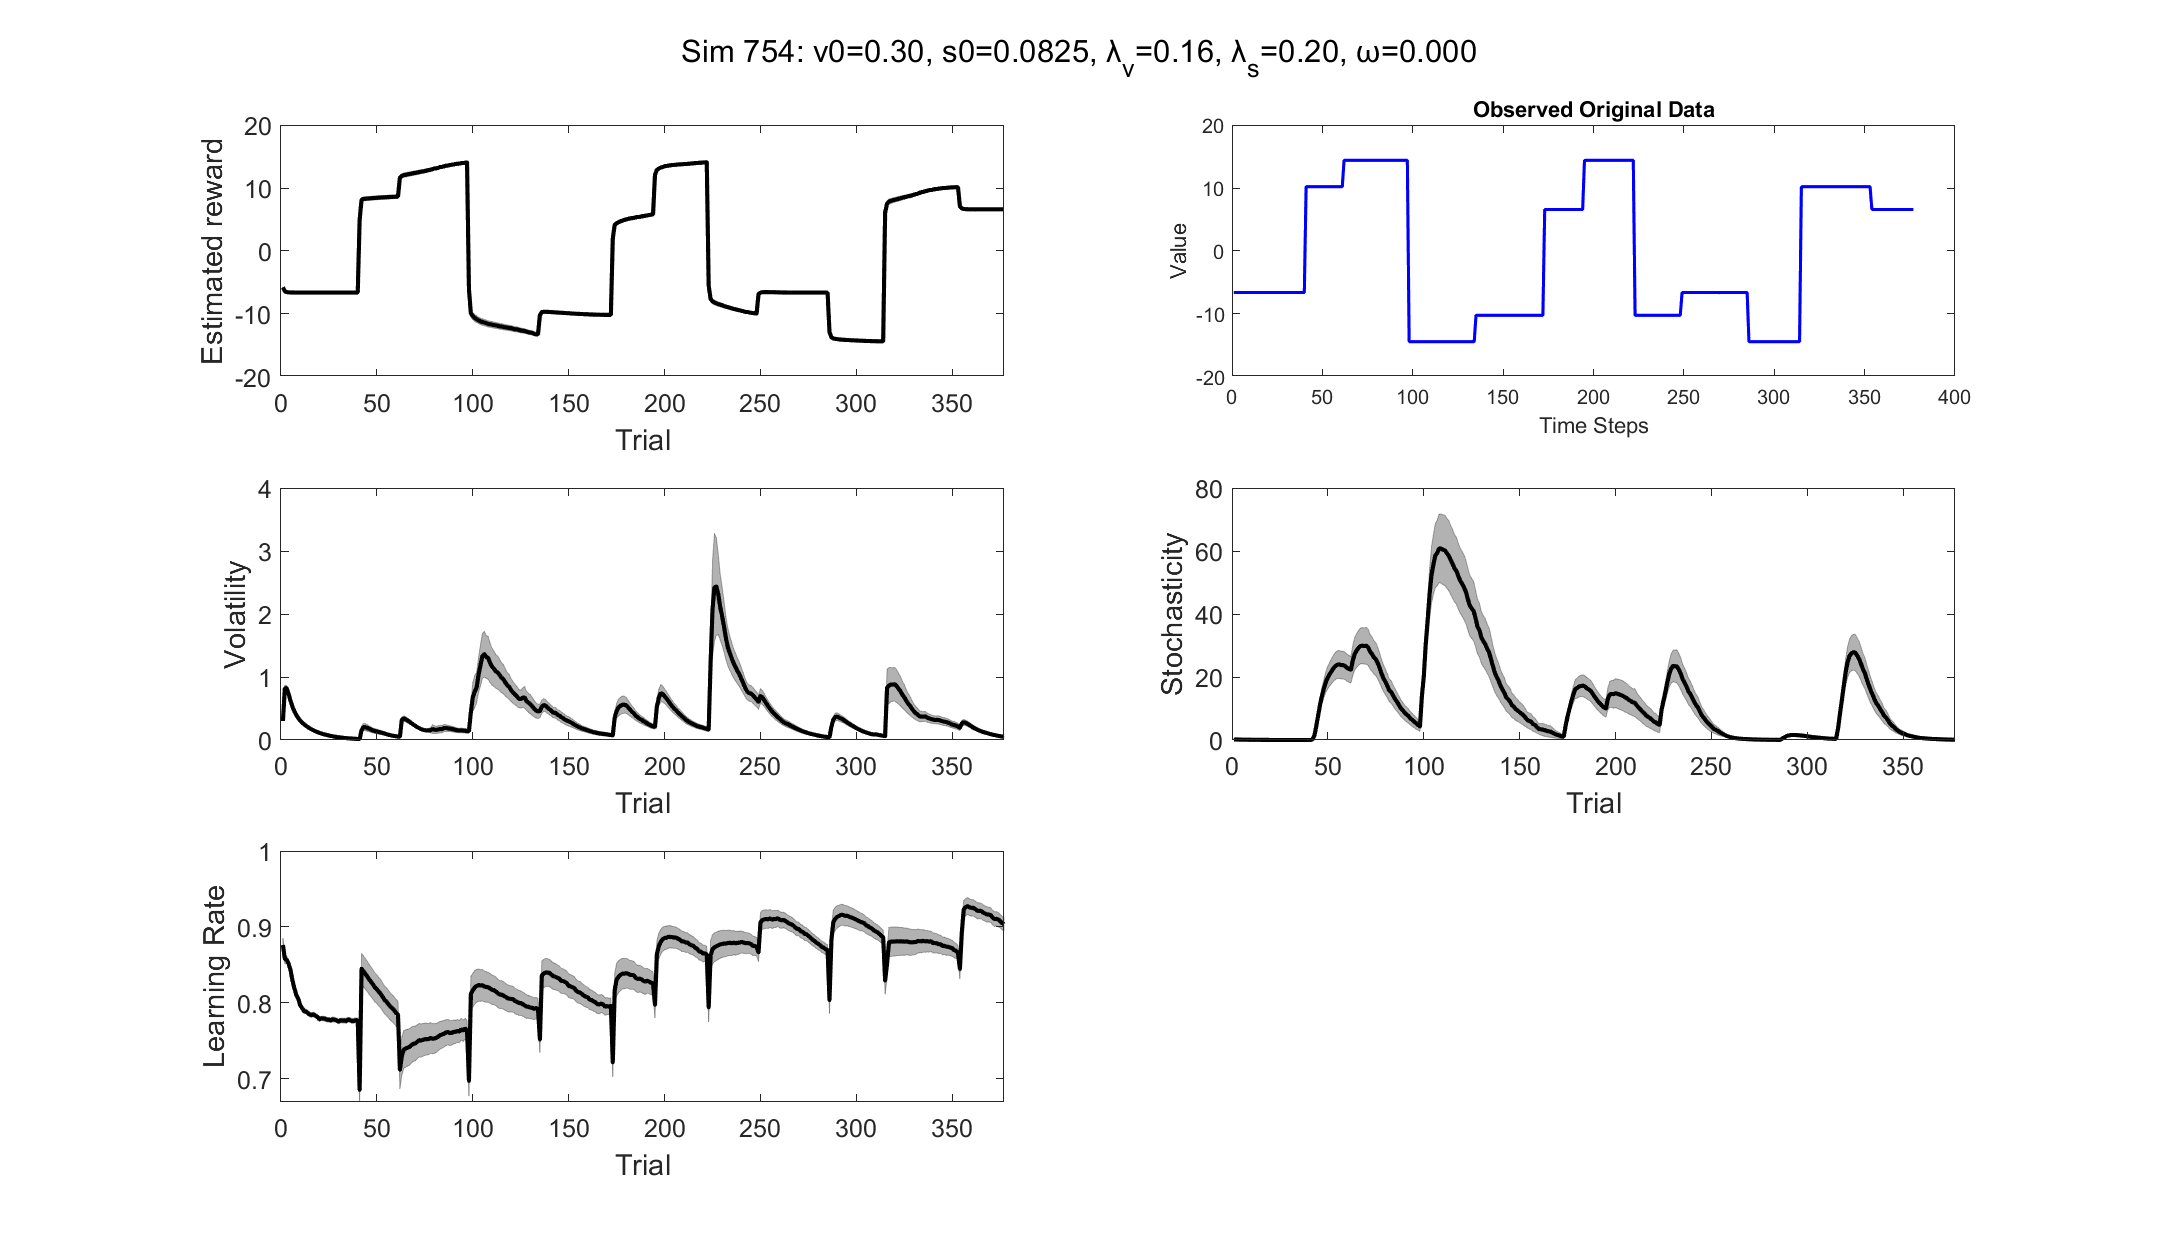 Sim 754: v0=0.30, s0=0.0825, λv=0.16, λs=0.20, ω=0.000
Estimated reward
20
10
0
-10
-20
0 50 100 150 200 250 300 350
Trial
Observed Original Data
Value
20
10
0
-10
-20
0 50 100 150 200 250 300 350 400
Time Steps
Volatility
4
3
2
1
0
0 50 100 150 200 250 300 350
Trial
Stochasticity
80
60
40
20
0
0 50 100 150 200 250 300 350
Trial
Learning Rate
1
0.9
0.8
0.7
0 50 100 150 200 250 300 350
Trial